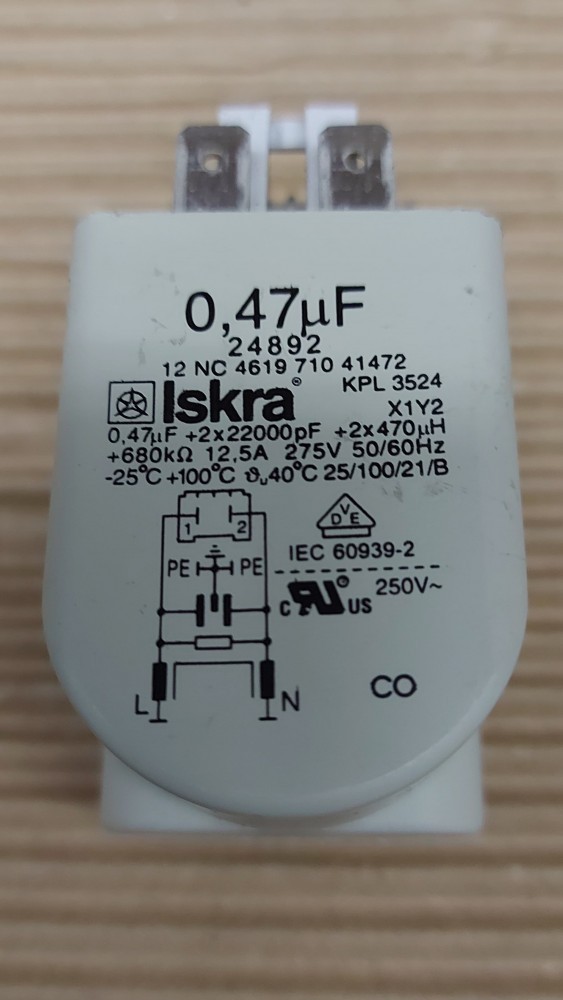 0,47µF
24892
12 NC 4619 710 41472
Iskra® KPL 3524
X1Y2
0,47µF +2x22000pF +2x470µH
+680kΩ 12,5A 275V 50/60Hz
-25°C +100°C ϑᵤ40°C 25/100/21/B
1 2
DVE
IEC 60939-2
PE PE
C RU® US 250V~
L N
CO